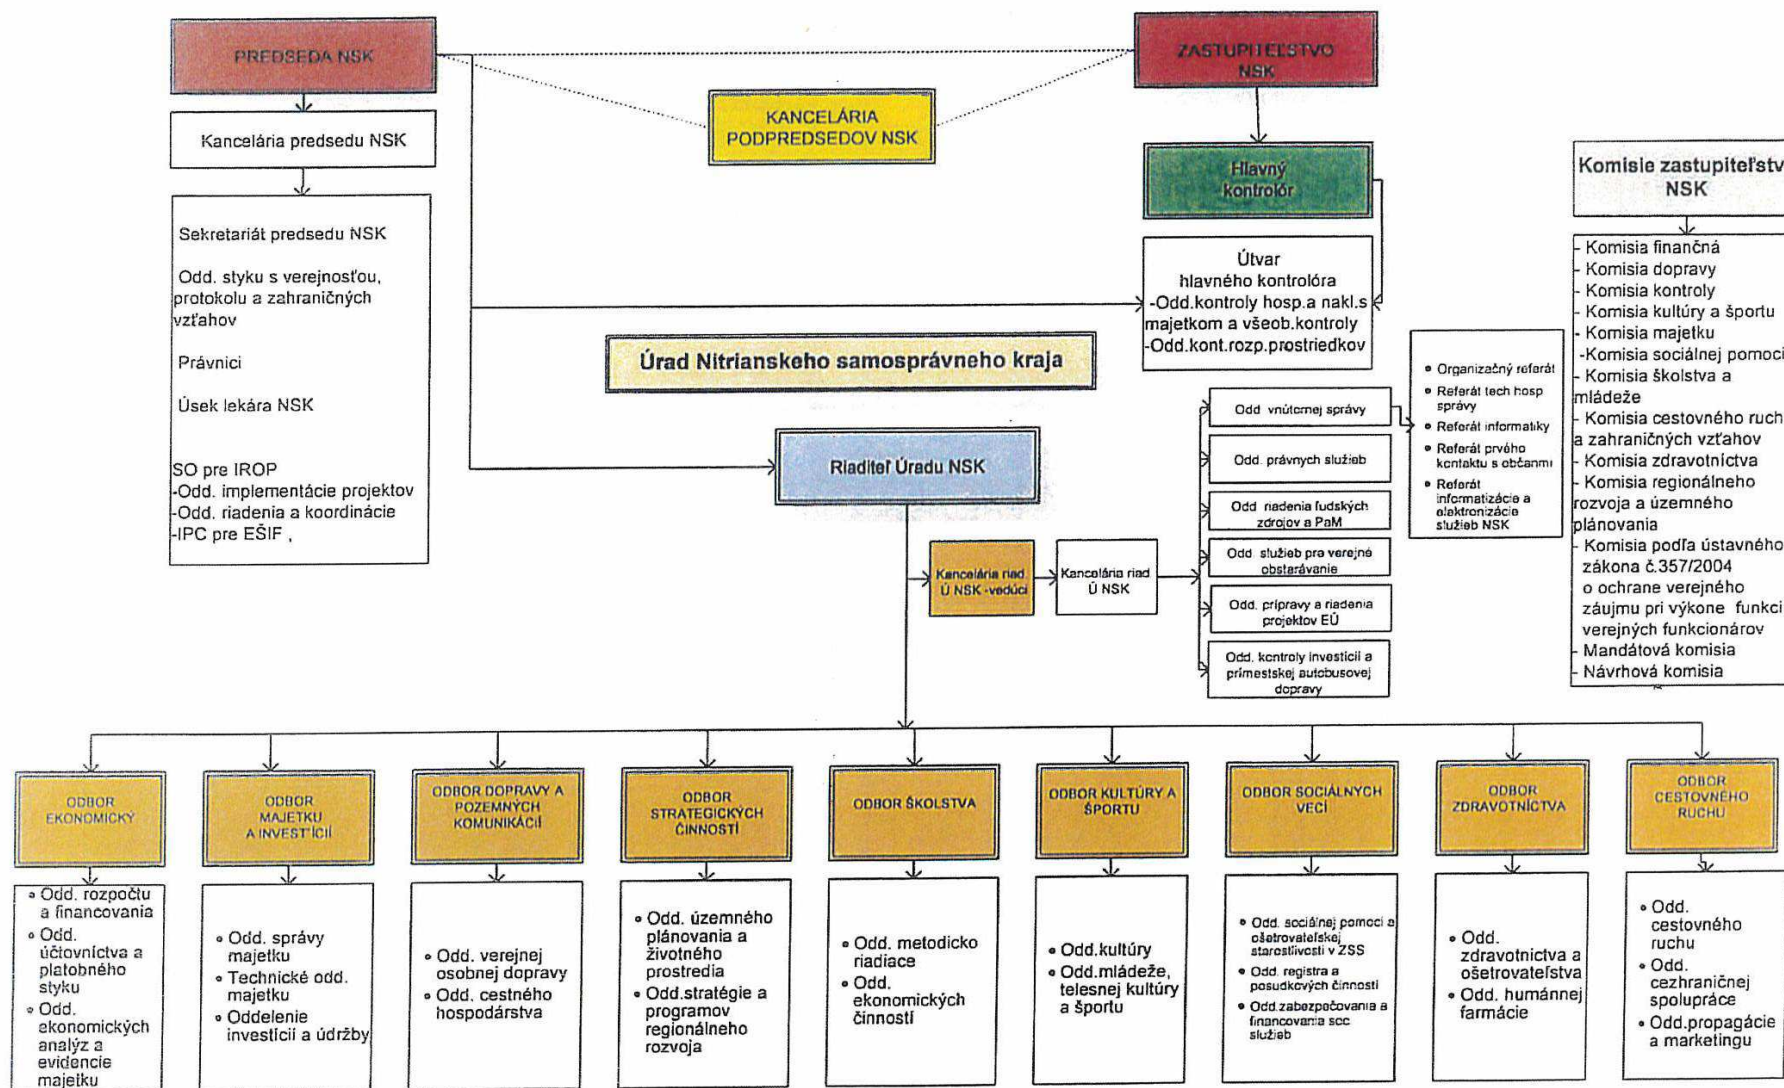 PREDSEDA NSK
ZASTUPITEĽSTVO
NSK
KANCELÁRIA
PODPREDSEDOV NSK
Kancelária predsedu NSK
Hlavný
kontrolór
Komisie zastupiteľstv
NSK
Sekretariát predsedu NSK
Odd. styku s verejnosťou,
protokolu a zahraničných
vzťahov
Právnici
Úsek lekára NSK
SO pre IROP
-Odd. implementácie projektov
-Odd. riadenia a koordinácie
-IPC pre EŠIF ,
Útvar
hlavného kontrolóra
-Odd.kontroly hosp.a nakl.s
majetkom a všeob.kontroly
-Odd.kont.rozp.prostriedkov
- Komisia finančná
- Komisia dopravy
- Komisia kontroly
- Komisia kultúry a športu
- Komisia majetku
-Komisia sociálnej pomoci
- Komisia školstva a
mládeže
- Komisia cestovného ruch
a zahraničných vzťahov
- Komisia zdravotníctva
- Komisia regionálneho
rozvoja a územného
plánovania
- Komisia podľa ústavného
zákona č.357/2004
o ochrane verejného
záujmu pri výkone funkci
verejných funkcionárov
- Mandátová komisia
- Návrhová komisia
Úrad Nitrianskeho samosprávneho kraja
Riaditeľ Úradu NSK
Kancelária riad.
Ú NSK -vedúci
Kancelária riad.
Ú NSK
Odd vnútornej správy
Odd. právnych služieb
Odd riadenia ľudských
zdrojov a PaM
Odd služieb pre verejné
obstarávanie
Odd. prípravy a riadenia
projektov EÚ
Odd. kontroly investícií a
prímestskej autobusovej
dopravy
• Organizačný referát
• Referát tech hosp
správy
• Referát informatiky
• Referát prvého
kontaktu s občanmi
• Referát
informatizácie a
elektronizácie
služieb NSK
ODBOR
EKONOMICKÝ
ODBOR
MAJETKU
A INVESTÍCIÍ
ODBOR DOPRAVY A
POZEMNÝCH
KOMUNIKÁCIÍ
ODBOR
STRATEGICKÝCH
ČINNOSTÍ
ODBOR ŠKOLSTVA
ODBOR KULTÚRY A
ŠPORTU
ODBOR SOCIÁLNYCH
VECÍ
ODBOR
ZDRAVOTNÍCTVA
ODBOR
CESTOVNÉHO
RUCHU
• Odd. rozpočtu
a financovania
• Odd.
účtovníctva a
platobného
styku
• Odd.
ekonomických
analýz a
evidencie
majetku
• Odd. správy
majetku
• Technické odd.
majetku
• Oddelenie
investícií a údržby
• Odd. verejnej
osobnej dopravy
• Odd. cestného
hospodárstva
• Odd. územného
plánovania a
životného
prostredia
• Odd.stratégie a
programov
regionálneho
rozvoja
• Odd. metodicko
riadiace
• Odd.
ekonomických
činností
• Odd.kultúry
• Odd.mládeže,
telesnej kultúry
a športu
• Odd. sociálnej pomoci a
ošetrovateľskej
starostlivosti v ZSS
• Odd. registra a
posudkových činností
• Odd.zabezpečovania a
financovania soc
služieb
• Odd.
zdravotníctva a
ošetrovateľstva
• Odd. humánnej
farmácie
• Odd.
cestovného
ruchu
• Odd.
cezhraničnej
spolupráce
• Odd.propagácie
a marketingu